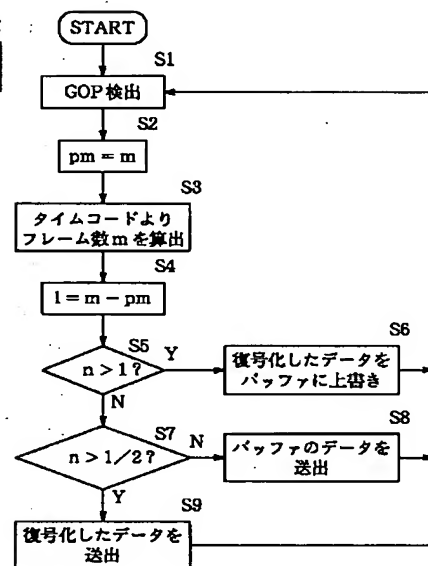 START
S1
GOP検出
S2
pm = m
S3
タイムコードより
フレーム数mを算出
S4
l = m − pm
S5
n > l ?
Y
N
S6
復号化したデータを
バッファに上書き
S7
n > l／2 ?
N
Y
S8
バッファのデータを
送出
S9
復号化したデータを
送出